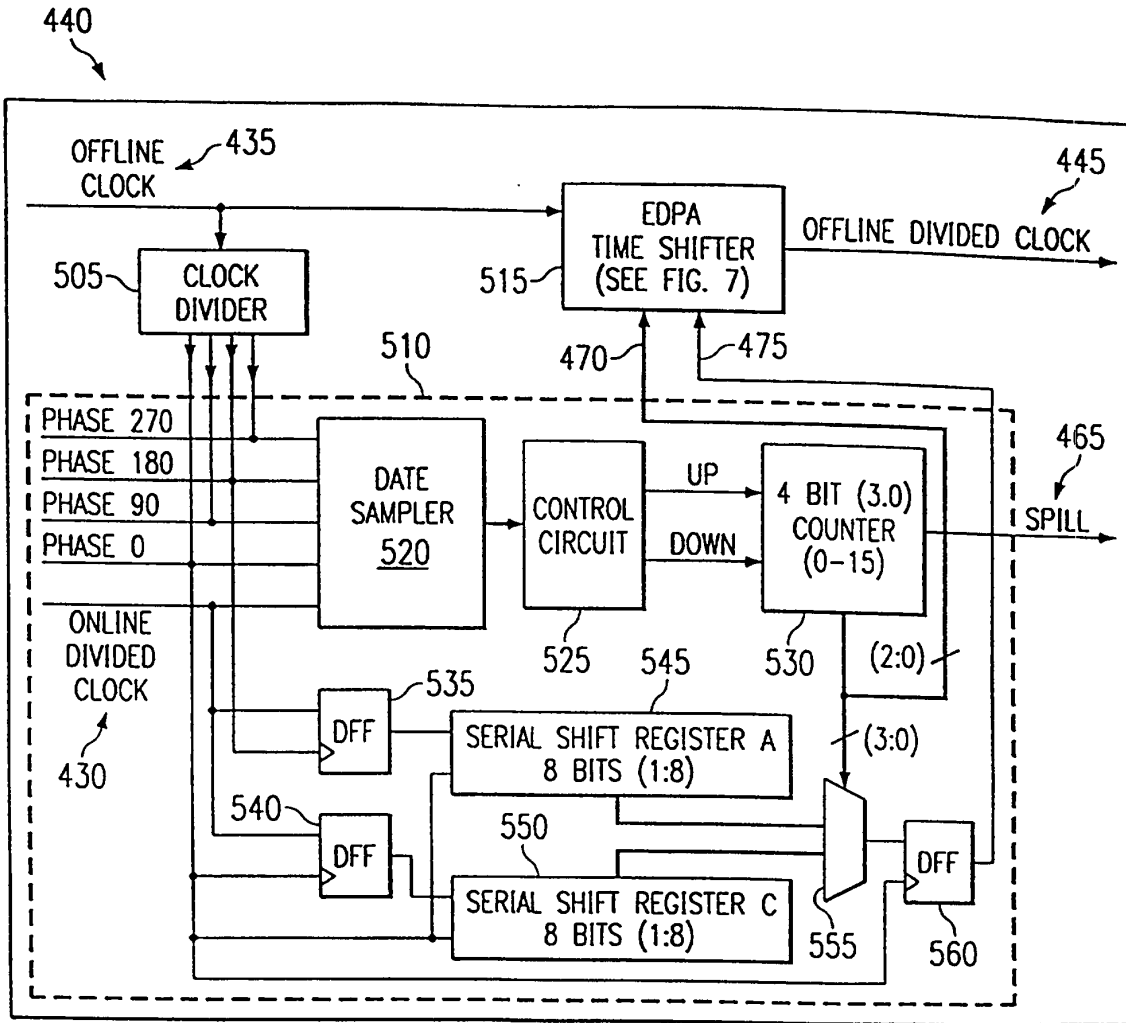 440
OFFLINE
CLOCK
435
445
EDPA
TIME SHIFTER
(SEE FIG. 7)
OFFLINE DIVIDED CLOCK
505
CLOCK
DIVIDER
515
510
470
475
PHASE 270
PHASE 180
PHASE 90
PHASE 0
DATE
SAMPLER
520
CONTROL
CIRCUIT
UP
DOWN
4 BIT (3.0)
COUNTER
(0-15)
465
SPILL
ONLINE
DIVIDED
CLOCK
430
525
530
(2:0)
(3:0)
535
DFF
545
SERIAL SHIFT REGISTER A
8 BITS (1:8)
540
DFF
550
SERIAL SHIFT REGISTER C
8 BITS (1:8)
555
DFF
560